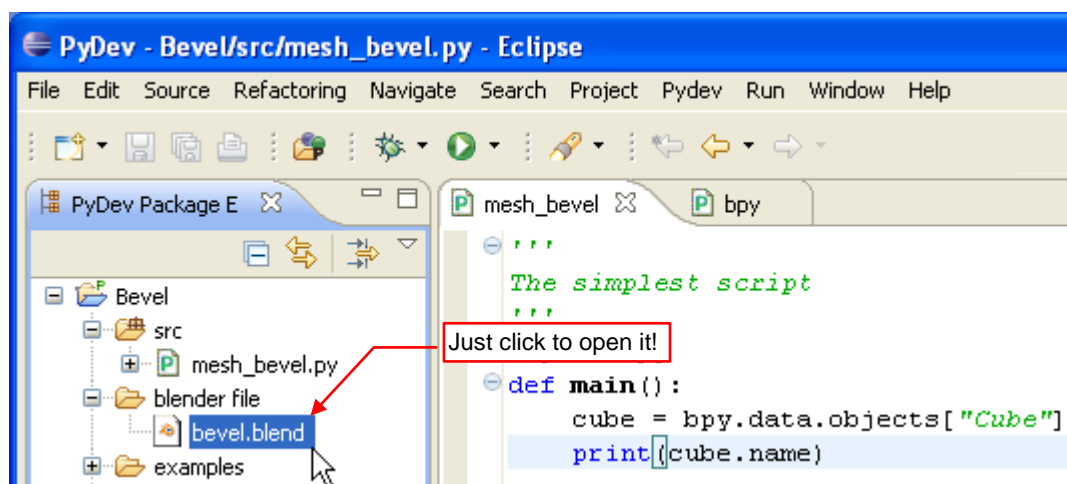 PyDev - Bevel/src/mesh_bevel.py - Eclipse
File Edit Source Refactoring Navigate Search Project Pydev Run Window Help
PyDev Package E
mesh_bevel
bpy
Bevel
src
mesh_bevel.py
blender file
bevel.blend
examples
'''
The simplest script
'''
Just click to open it!
def main():
cube = bpy.data.objects["Cube"]
print(cube.name)